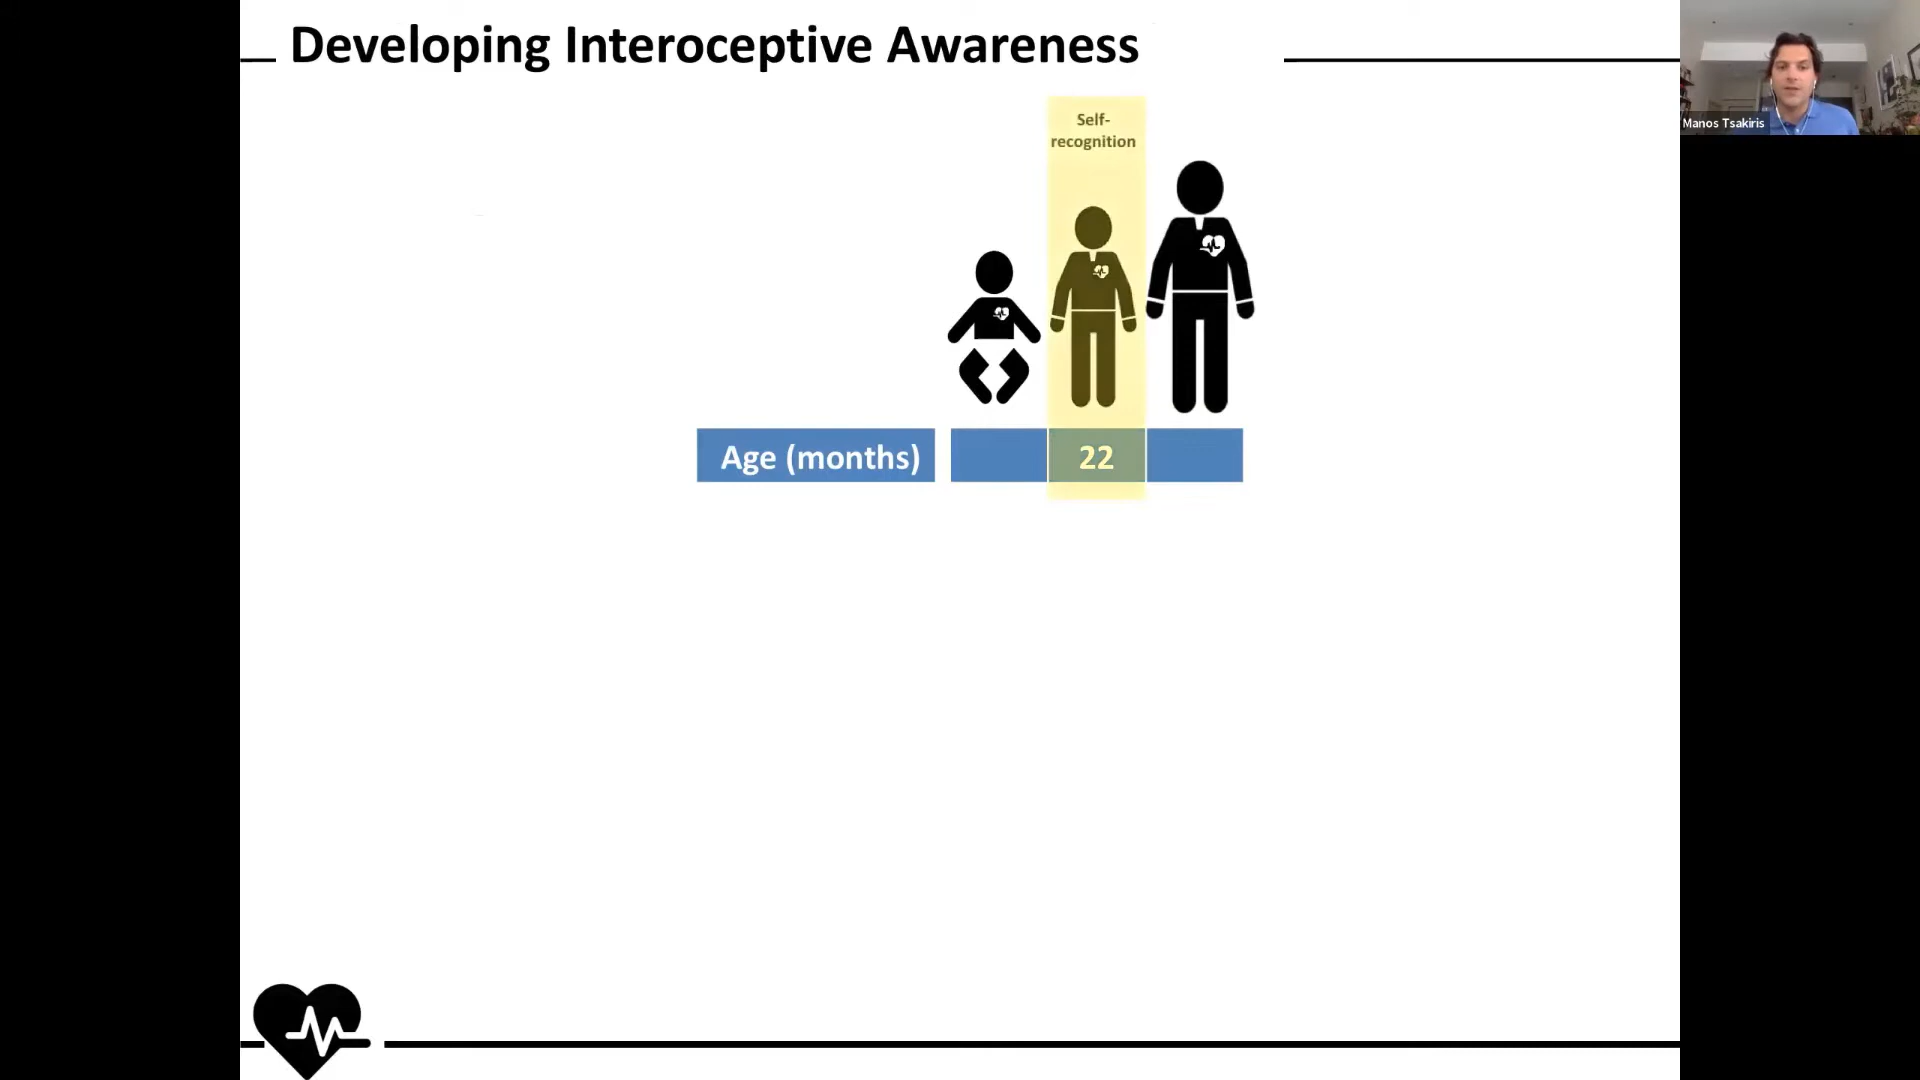 Developing Interoceptive Awareness
Self-
recognition
Age (months)
22
Manos Tsakiris